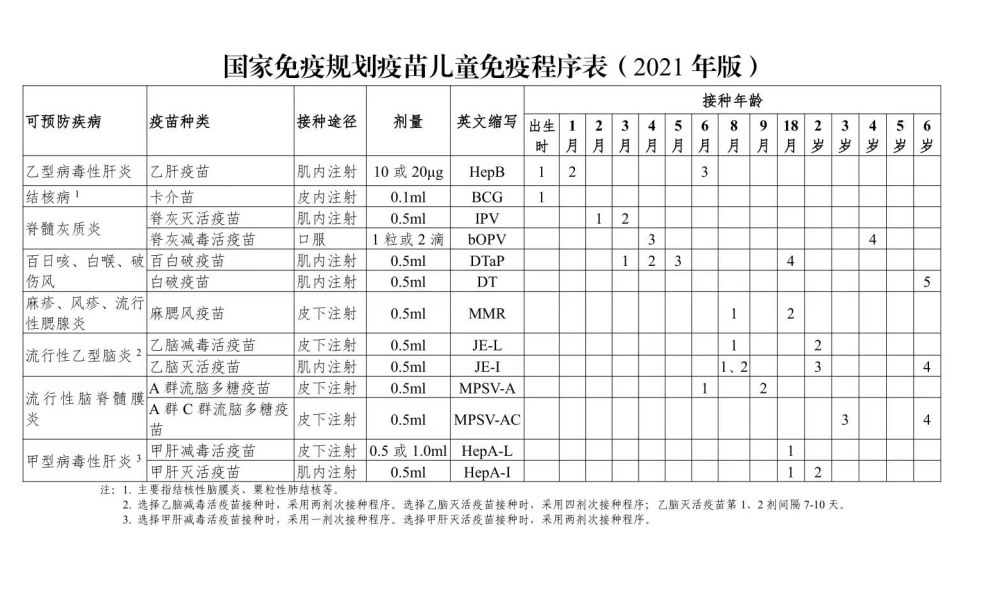 国家免疫规划疫苗儿童免疫程序表（2021年版）
可预防疾病 疫苗种类 接种途径 剂量 英文缩写 接种年龄
出生时 1月 2月 3月 4月 5月 6月 8月 9月 18月 2岁 3岁 4岁 5岁 6岁
乙型病毒性肝炎 乙肝疫苗 肌内注射 10或20μg HepB 1 2 3
结核病1 卡介苗 皮内注射 0.1ml BCG 1
脊髓灰质炎 脊灰灭活疫苗 肌内注射 0.5ml IPV 1 2
脊灰减毒活疫苗 口服 1粒或2滴 bOPV 3 4
百日咳、白喉、破伤风 百白破疫苗 肌内注射 0.5ml DTaP 1 2 3 4
白破疫苗 肌内注射 0.5ml DT 5
麻疹、风疹、流行性腮腺炎 麻腮风疫苗 皮下注射 0.5ml MMR 1 2
流行性乙型脑炎2 乙脑减毒活疫苗 皮下注射 0.5ml JE-L 1 2
乙脑灭活疫苗 肌内注射 0.5ml JE-I 1、2 3 4
流行性脑脊髓膜炎 A群流脑多糖疫苗 皮下注射 0.5ml MPSV-A 1 2
A群C群流脑多糖疫苗 皮下注射 0.5ml MPSV-AC 3 4
甲型病毒性肝炎3 甲肝减毒活疫苗 皮下注射 0.5或1.0ml HepA-L 1
甲肝灭活疫苗 肌内注射 0.5ml HepA-I 1 2
注：1. 主要指结核性脑膜炎、粟粒性肺结核等。
2. 选择乙脑减毒活疫苗接种时，采用两剂次接种程序。选择乙脑灭活疫苗接种时，采用四剂次接种程序；乙脑灭活疫苗第1、2剂间隔7-10天。
3. 选择甲肝减毒活疫苗接种时，采用一剂次接种程序。选择甲肝灭活疫苗接种时，采用两剂次接种程序。